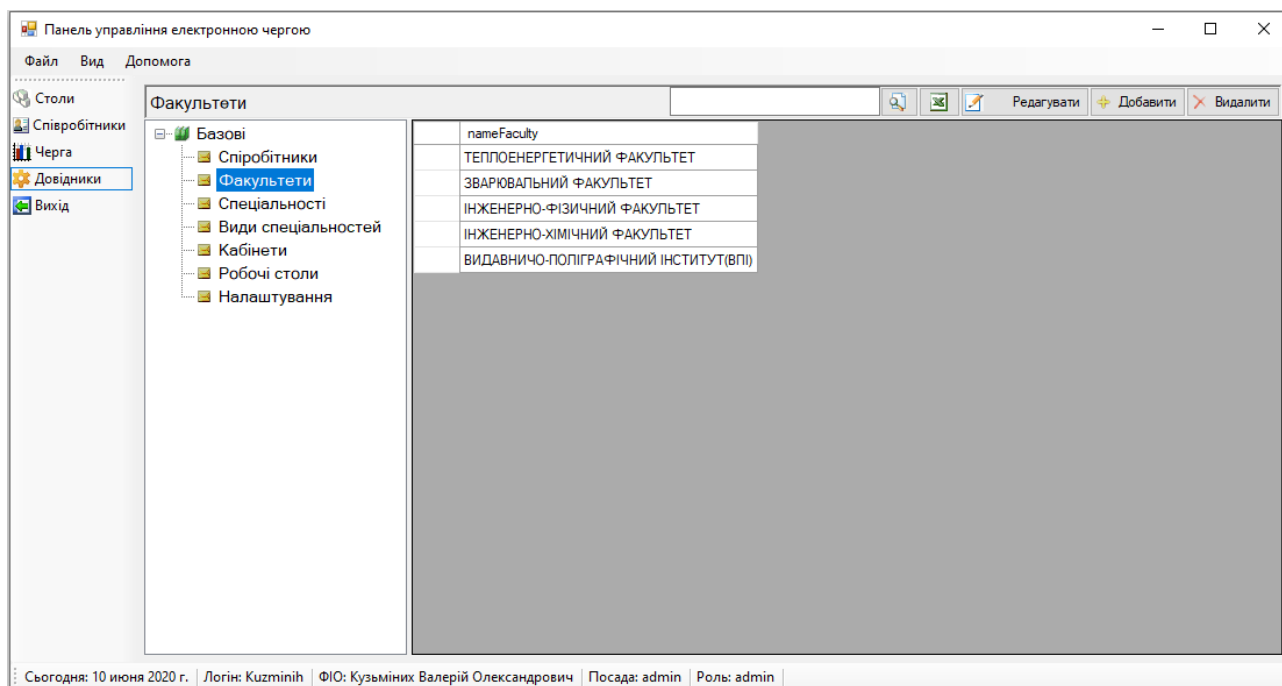 Панель управління електронною чергою
Файл Вид Допомога
Столи
Співробітники
Черга
Довідники
Вихід
Факультети
Редагувати Добавити Видалити
Базові
Спіробітники
Факультети
Спеціальності
Види спеціальностей
Кабінети
Робочі столи
Налаштування
nameFaculty
ТЕПЛОЕНЕРГЕТИЧНИЙ ФАКУЛЬТЕТ
ЗВАРЮВАЛЬНИЙ ФАКУЛЬТЕТ
ІНЖЕНЕРНО-ФІЗИЧНИЙ ФАКУЛЬТЕТ
ІНЖЕНЕРНО-ХІМІЧНИЙ ФАКУЛЬТЕТ
ВИДАВНИЧО-ПОЛІГРАФІЧНИЙ ІНСТИТУТ(ВПІ)
Сьогодня: 10 июня 2020 г. Логін: Kuzminih ФІО: Кузьміних Валерій Олександрович Посада: admin Роль: admin